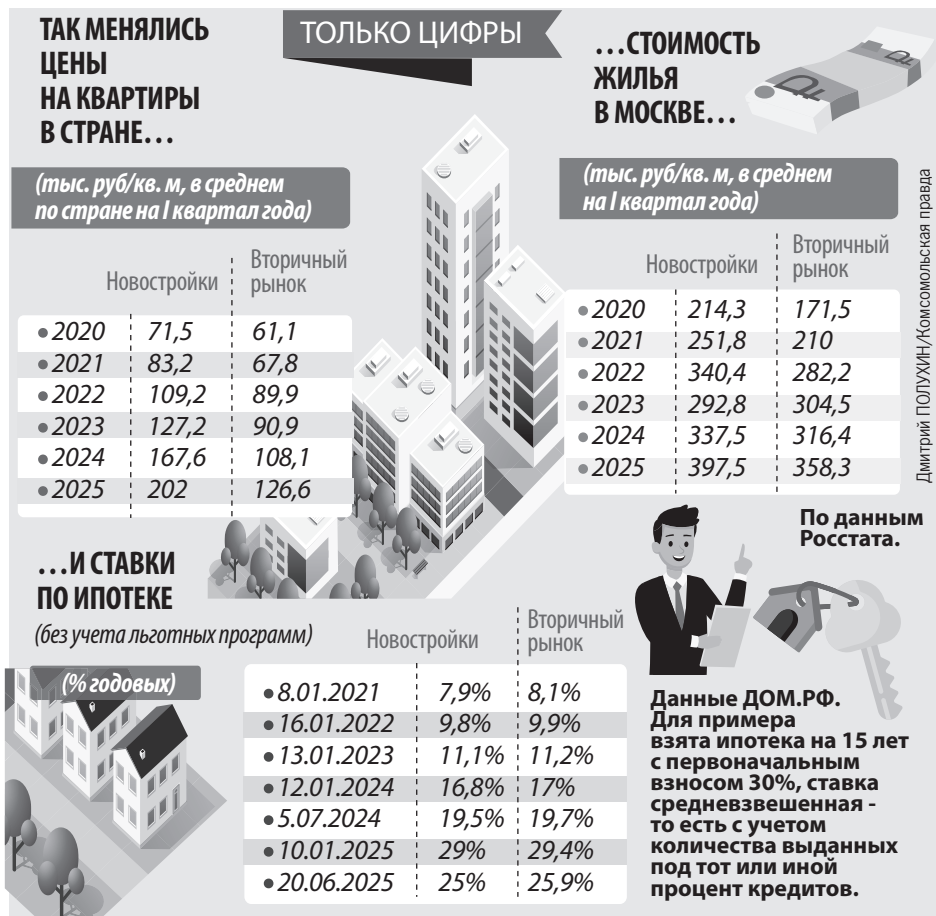 ТОЛЬКО ЦИФРЫ
ТАК МЕНЯЛИСЬ
ЦЕНЫ
НА КВАРТИРЫ
В СТРАНЕ...
(тыс. руб/кв. м, в среднем
по стране на I квартал года)
Новостройки Вторичный
рынок
• 2020 71,5 61,1
• 2021 83,2 67,8
• 2022 109,2 89,9
• 2023 127,2 90,9
• 2024 167,6 108,1
• 2025 202 126,6
...СТОИМОСТЬ
ЖИЛЬЯ
В МОСКВЕ...
(тыс. руб/кв. м, в среднем
на I квартал года)
Новостройки Вторичный
рынок
• 2020 214,3 171,5
• 2021 251,8 210
• 2022 340,4 282,2
• 2023 292,8 304,5
• 2024 337,5 316,4
• 2025 397,5 358,3
Дмитрий ПОЛУХИН/Комсомольская правда
По данным
Росстата.
...И СТАВКИ
ПО ИПОТЕКЕ
(без учета льготных программ)
(% годовых)
Новостройки Вторичный
рынок
• 8.01.2021 7,9% 8,1%
• 16.01.2022 9,8% 9,9%
• 13.01.2023 11,1% 11,2%
• 12.01.2024 16,8% 17%
• 5.07.2024 19,5% 19,7%
• 10.01.2025 29% 29,4%
• 20.06.2025 25% 25,9%
Данные ДОМ.РФ.
Для примера
взята ипотека на 15 лет
с первоначальным
взносом 30%, ставка
средневзвешенная -
то есть с учетом
количества выданных
под тот или иной
процент кредитов.